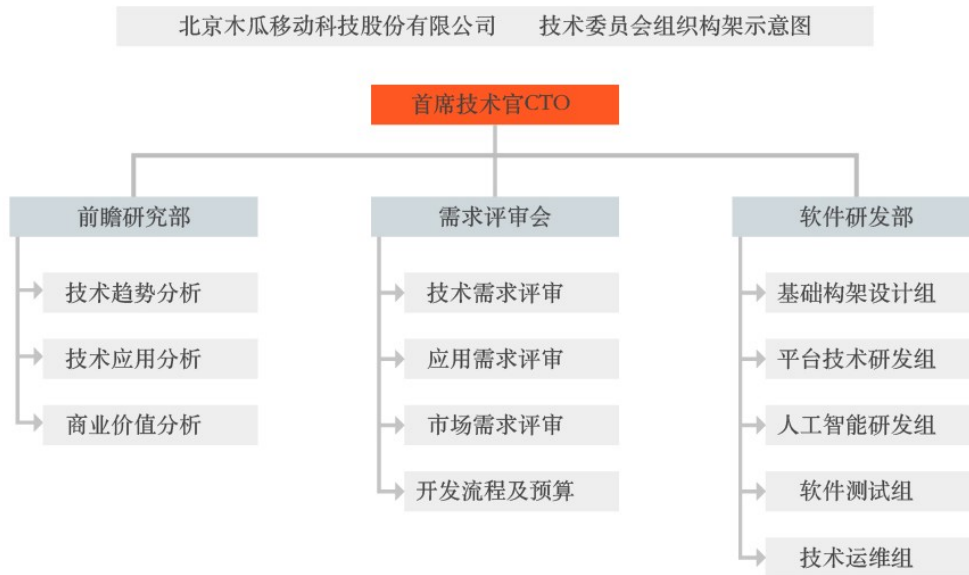 北京木瓜移动科技股份有限公司 技术委员会组织构架示意图
首席技术官CTO
前瞻研究部
技术趋势分析
技术应用分析
商业价值分析
需求评审会
技术需求评审
应用需求评审
市场需求评审
开发流程及预算
软件研发部
基础构架设计组
平台技术研发组
人工智能研发组
软件测试组
技术运维组